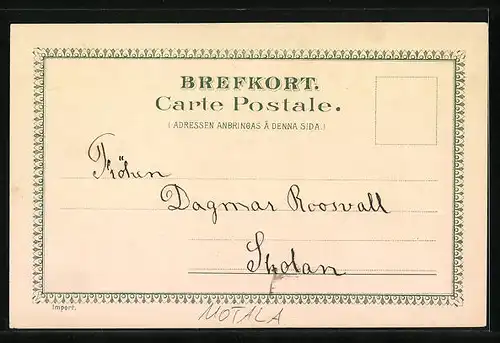 BREFKORT.
Carte Postale.
(ADRESSEN ANBRINGAS Å DENNA SIDA.)
Fröken
Dagmar Roosvall
Skolan
Import.
MOTALA